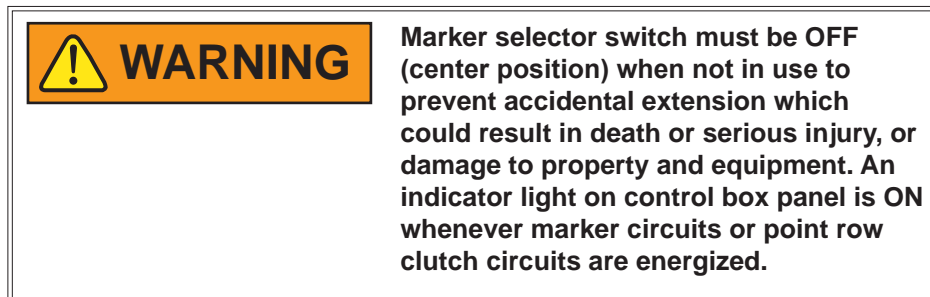 WARNING
Marker selector switch must be OFF
(center position) when not in use to
prevent accidental extension which
could result in death or serious injury, or
damage to property and equipment. An
indicator light on control box panel is ON
whenever marker circuits or point row
clutch circuits are energized.